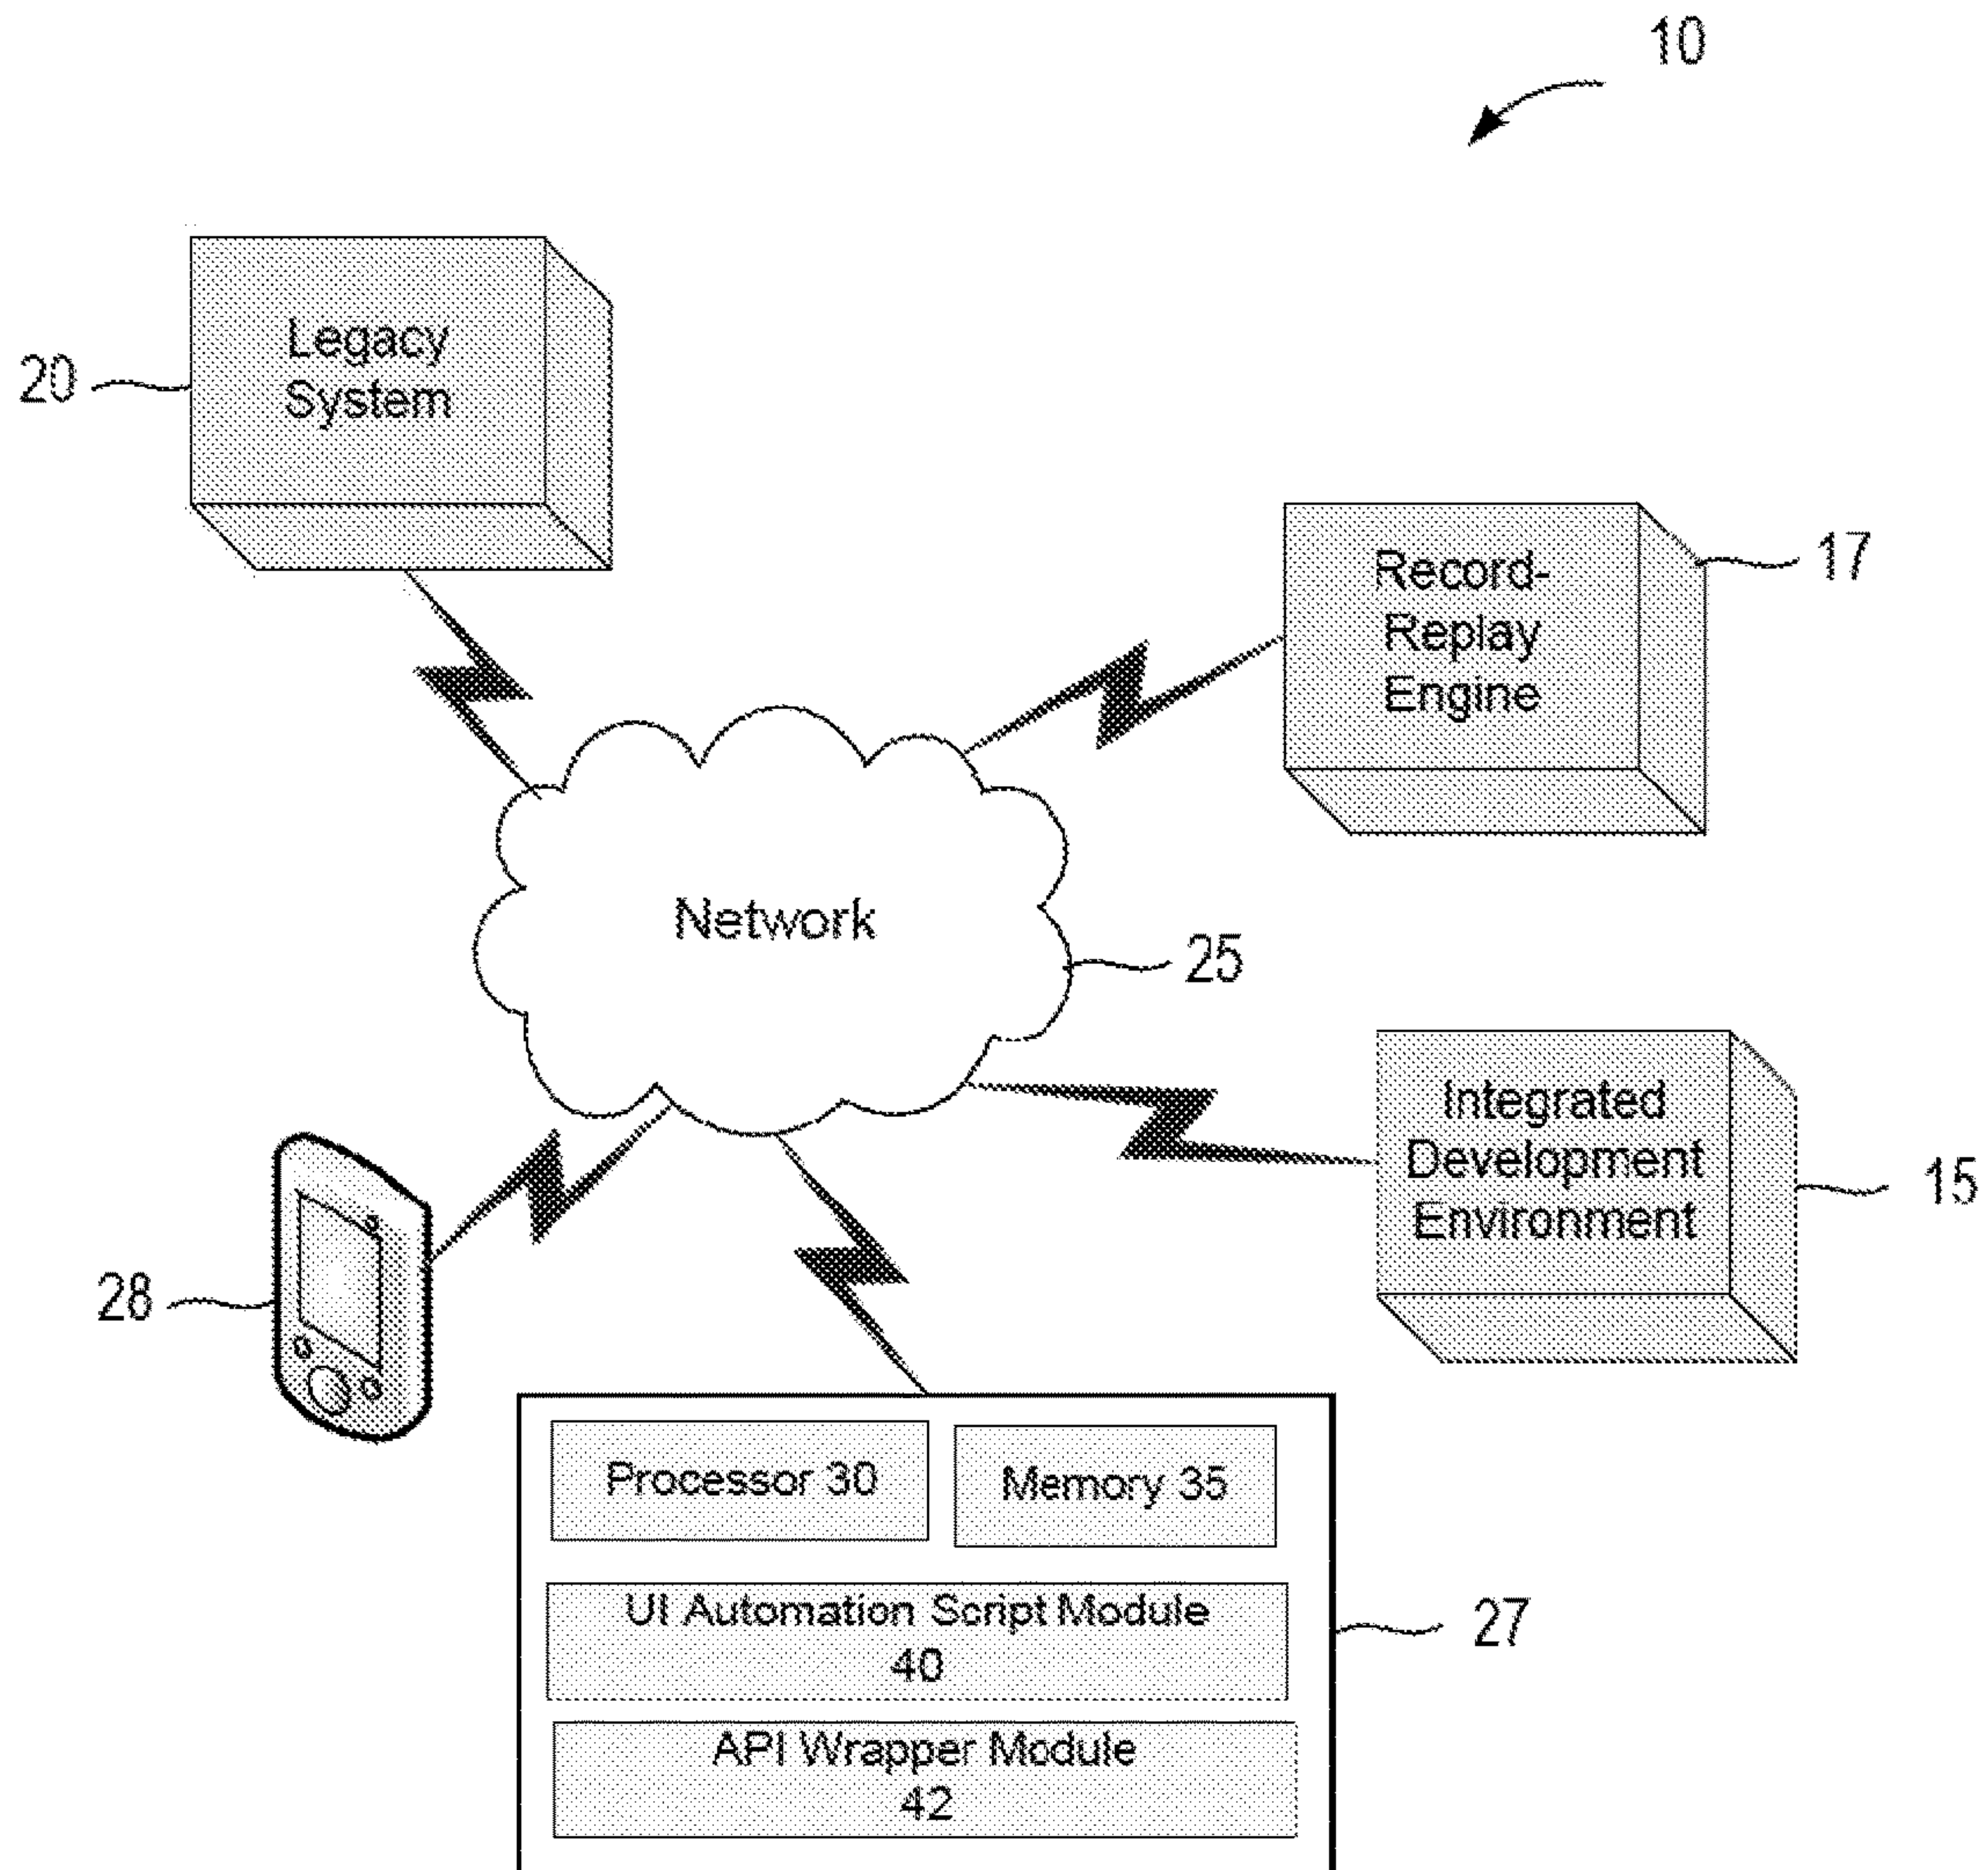 10
Legacy
System
20
Record-
Replay
Engine
17
Network
25
Integrated
Development
Environment
15
28
Processor 30
Memory 35
UI Automation Script Module
40
27
API Wrapper Module
42